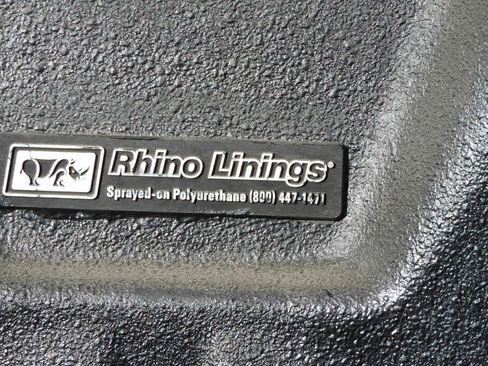 Rhino Linings®
Sprayed-on Polyurethane (800) 447-1471